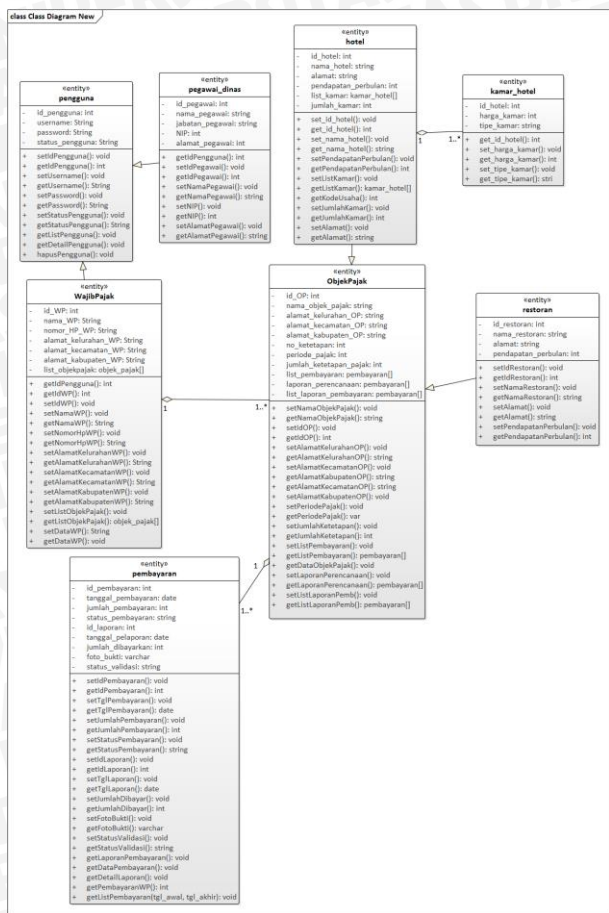 class Class Diagram New
«entity»
pengguna
- id_pengguna: int
- username: String
- password: String
- status_pengguna: String
+ setIdPengguna(): void
+ getIdPengguna(): int
+ setUsername(): void
+ getUsername(): String
+ setPassword(): void
+ getPassword(): String
+ setStatusPengguna(): void
+ getStatusPengguna(): String
+ getListPengguna(): void
+ getDetailPengguna(): void
+ hapusPengguna(): void
«entity»
pegawai_dinas
- id_pegawai: int
- nama_pegawai: string
- jabatan_pegawai: string
- NIP: int
- alamat_pegawai: int
+ getIdPengguna(): int
+ setIdPegawai(): void
+ getIdPegawai(): int
+ setNamaPegawai(): void
+ getNamaPegawai(): string
+ setNIP(): void
+ getNIP(): int
+ setAlamatPegawai(): void
+ getAlamatPegawai(): string
«entity»
hotel
- id_hotel: int
- nama_hotel: string
- alamat: string
- pendapatan_perbulan: int
- list_kamar: kamar_hotel[]
- jumlah_kamar: int
+ set_id_hotel(): void
+ get_id_hotel(): int
+ set_nama_hotel(): void
+ get_nama_hotel(): string
+ setPendapatanPerbulan(): void
+ getPendapatanPerbulan(): int
+ setListKamar(): void
+ getListKamar(): kamar_hotel[]
+ getKodeUsaha(): int
+ setJumlahKamar(): void
+ getJumlahKamar(): int
+ setAlamat(): void
+ getAlamat(): string
1
1..*
«entity»
kamar_hotel
- id_hotel: int
- harga_kamar: int
- tipe_kamar: string
+ get_id_hotel(): int
+ set_harga_kamar(): void
+ get_harga_kamar(): int
+ set_tipe_kamar(): void
+ get_tipe_kamar(): stri
«entity»
WajibPajak
- id_WP: int
- nama_WP: String
- nomor_HP_WP: String
- alamat_kelurahan_WP: String
- alamat_kecamatan_WP: String
- alamat_kabupaten_WP: String
- list_objekpajak: objek_pajak[]
+ getIdPengguna(): int
+ getIdWP(): int
+ setIdWP(): void
+ setNamaWP(): void
+ getNamaWP(): String
+ setNomorHpWP(): void
+ getNomorHpWP(): String
+ setAlamatKelurahanWP(): void
+ getAlamatKelurahanWP(): String
+ setAlamatKecamatanWP(): void
+ getAlamatKecamatanWP(): String
+ setAlamatKabupatenWP(): void
+ getAlamatKabupatenWP(): String
+ setListObjekPajak(): void
+ getListObjekPajak(): objek_pajak[]
+ setDataWP(): String
+ getDataWP(): void
1
1..*
«entity»
ObjekPajak
- id_OP: int
- nama_objek_pajak: string
- alamat_kelurahan_OP: string
- alamat_kecamatan_OP: string
- alamat_kabupaten_OP: string
- no_ketetapan: int
- periode_pajak: int
- jumlah_ketetapan_pajak: int
- list_pembayaran: pembayaran[]
- laporan_perencanaan: pembayaran[]
- list_laporan_pembayaran: pembayaran[]
+ setNamaObjekPajak(): void
+ getNamaObjekPajak(): string
+ setIdOP(): void
+ getIdOP(): int
+ setAlamatKelurahanOP(): void
+ getAlamatKelurahanOP(): string
+ setAlamatKecamatanOP(): void
+ getAlamatKabupatenOP(): string
+ getAlamatKecamatanOP(): string
+ setAlamatKabupatenOP(): void
+ setPeriodePajak(): void
+ getPeriodePajak(): var
+ setJumlahKetetapan(): void
+ getJumlahKetetapan(): int
+ setListPembayaran(): void
+ getListPembayaran(): pembayaran[]
+ getDataObjekPajak(): void
+ setLaporanPerencanaan(): void
+ getLaporanPerencanaan(): pembayaran[]
+ setListLaporanPemb(): void
+ getListLaporanPemb(): pembayaran[]
«entity»
restoran
- id_restoran: int
- nama_restoran: string
- alamat: string
- pendapatan_perbulan: int
+ setIdRestoran(): void
+ getIdRestoran(): int
+ setNamaRestoran(): void
+ getNamaRestoran(): string
+ setAlamat(): void
+ getAlamat(): string
+ setPendapatanPerbulan(): void
+ getPendapatanPerbulan(): int
1
1..*
«entity»
pembayaran
- id_pembayaran: int
- tanggal_pembayaran: date
- jumlah_pembayaran: int
- status_pembayaran: string
- id_laporan: int
- tanggal_pelaporan: date
- jumlah_dibayarkan: int
- foto_bukti: varchar
- status_validasi: string
+ setIdPembayaran(): void
+ getIdPembayaran(): int
+ setTglPembayaran(): void
+ getTglPembayaran(): date
+ setJumlahPembayaran(): void
+ getJumlahPembayaran(): int
+ setStatusPembayaran(): void
+ getStatusPembayaran(): string
+ setIdLaporan(): void
+ getIdLaporan(): int
+ setTglLaporan(): void
+ getTglLaporan(): date
+ setJumlahDibayar(): void
+ getJumlahDibayar(): int
+ setFotoBukti(): void
+ getFotoBukti(): varchar
+ setStatusValidasi(): void
+ getStatusValidasi(): string
+ getLaporanPembayaran(): void
+ getDataPembayaran(): void
+ getDetailLaporan(): void
+ getPembayaranWP(): int
+ getListPembayaran(tgl_awal, tgl_akhir): void